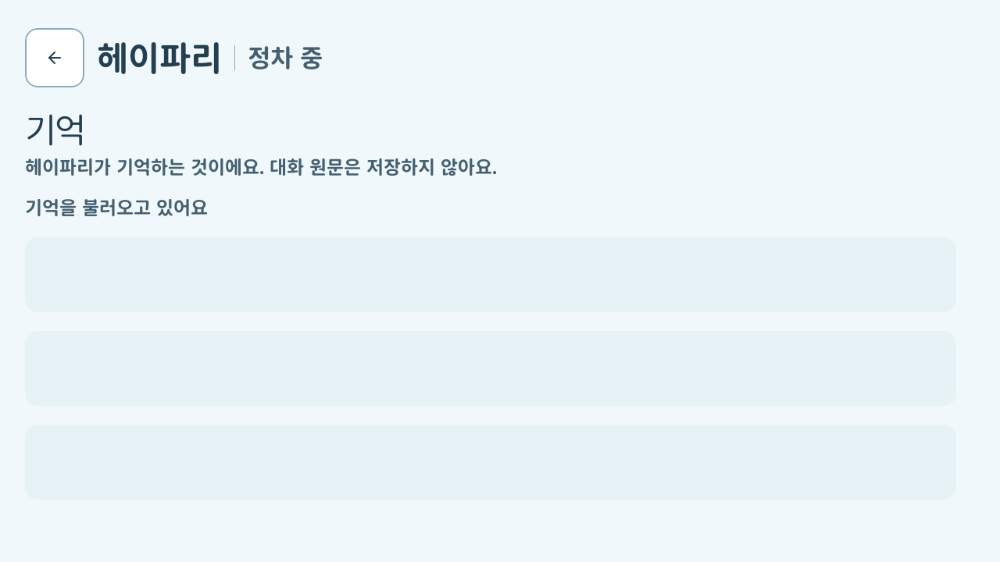 헤이파리 | 정차 중
기억
헤이파리가 기억하는 것이에요. 대화 원문은 저장하지 않아요.
기억을 불러오고 있어요